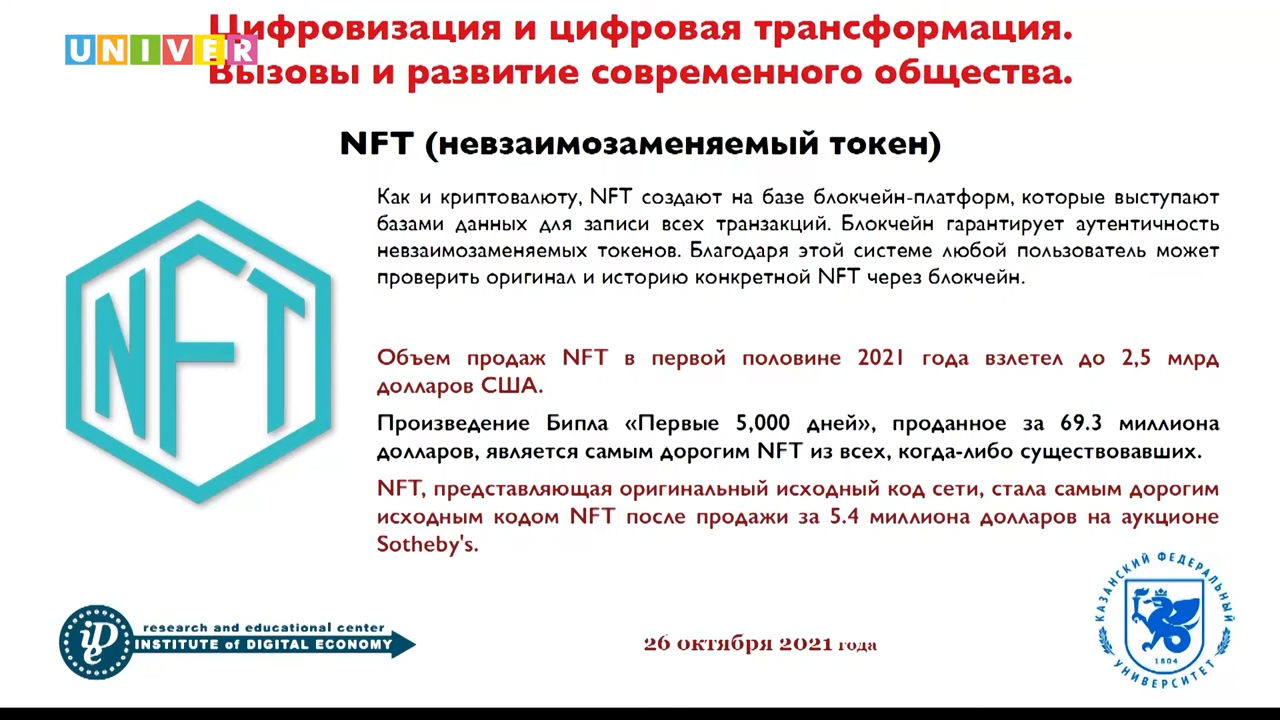 Цифровизация и цифровая трансформация.
UNIVER
Вызовы и развитие современного общества.
NFT (невзаимозаменяемый токен)
Как и криптовалюту, NFT создают на базе блокчейн-платформ, которые выступают
базами данных для записи всех транзакций. Блокчейн гарантирует аутентичность
невзаимозаменяемых токенов. Благодаря этой системе любой пользователь может
проверить оригинал и историю конкретной NFT через блокчейн.
NFT
Объем продаж NFT в первой половине 2021 года взлетел до 2,5 млрд
долларов США.
Произведение Бипла «Первые 5,000 дней», проданное за 69.3 миллиона
долларов, является самым дорогим NFT из всех, когда-либо существовавших.
NFT, представляющая оригинальный исходный код сети, стала самым дорогим
исходным кодом NFT после продажи за 5.4 миллиона долларов на аукционе
Sotheby's.
ide
research and educational center
INSTITUTE of DIGITAL ECONOMY
26 октября 2021 года
КАЗАНСКИЙ ФЕДЕРАЛЬНЫЙ
1804
УНИВЕРСИТЕТ